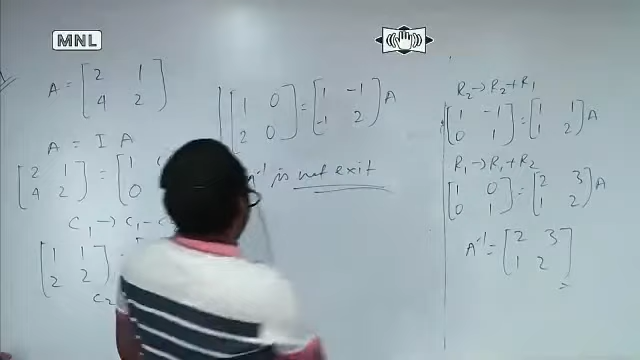 MNL
A = [2 1
4 2]
A = I A
[2 1
4 2] = [1
0
C₁ → C₁ - C
[1 1
2 2] =
C₂
[1 0
2 0] = [1 -1
-1 2] A
A⁻¹ is not exit
R₂ → R₂ + R₁
[1 -1
0 1] = [1 1
1 2] A
R₁ → R₁ + R₂
[1 0
0 1] = [2 3
1 2] A
A⁻¹ = [2 3
1 2]